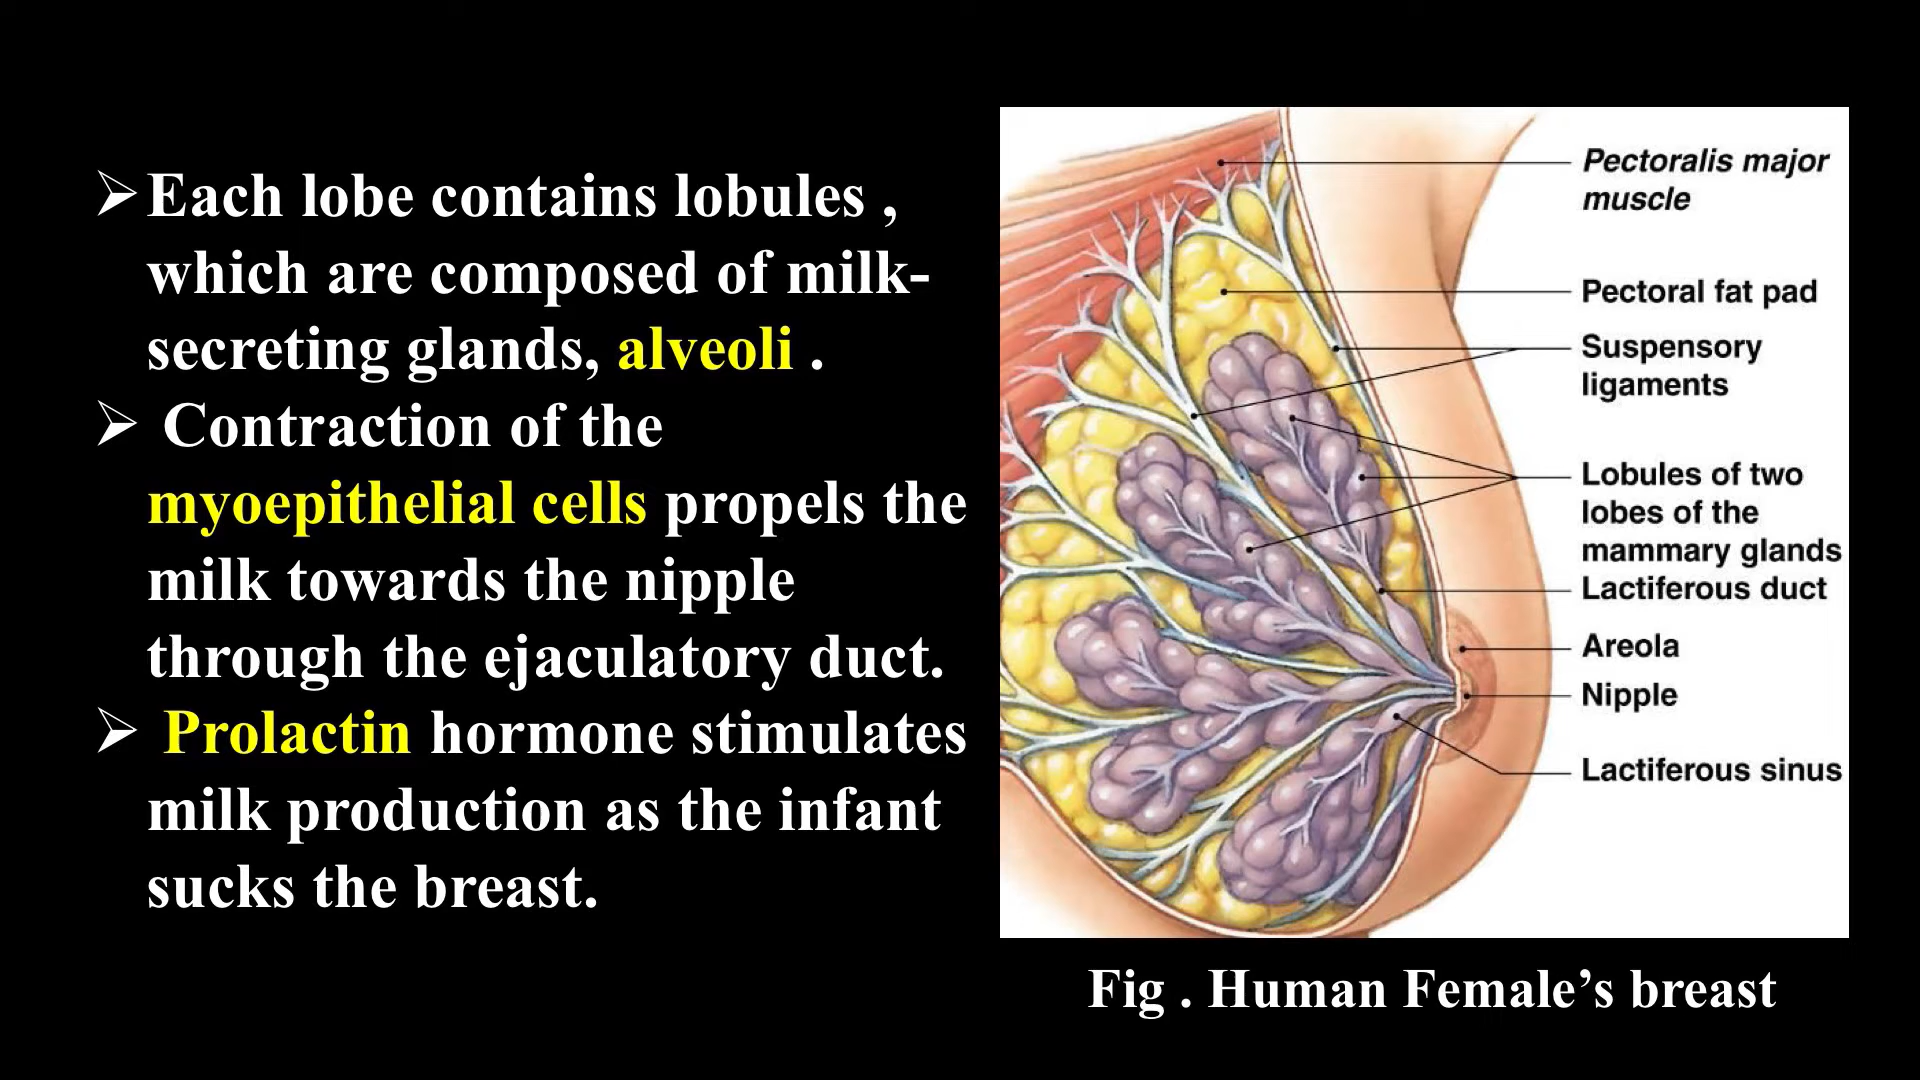 ➢Each lobe contains lobules ,
which are composed of milk-
secreting glands, alveoli .
➢ Contraction of the
myoepithelial cells propels the
milk towards the nipple
through the ejaculatory duct.
➢ Prolactin hormone stimulates
milk production as the infant
sucks the breast.
Pectoralis major
muscle
Pectoral fat pad
Suspensory
ligaments
Lobules of two
lobes of the
mammary glands
Lactiferous duct
Areola
Nipple
Lactiferous sinus
Fig . Human Female’s breast